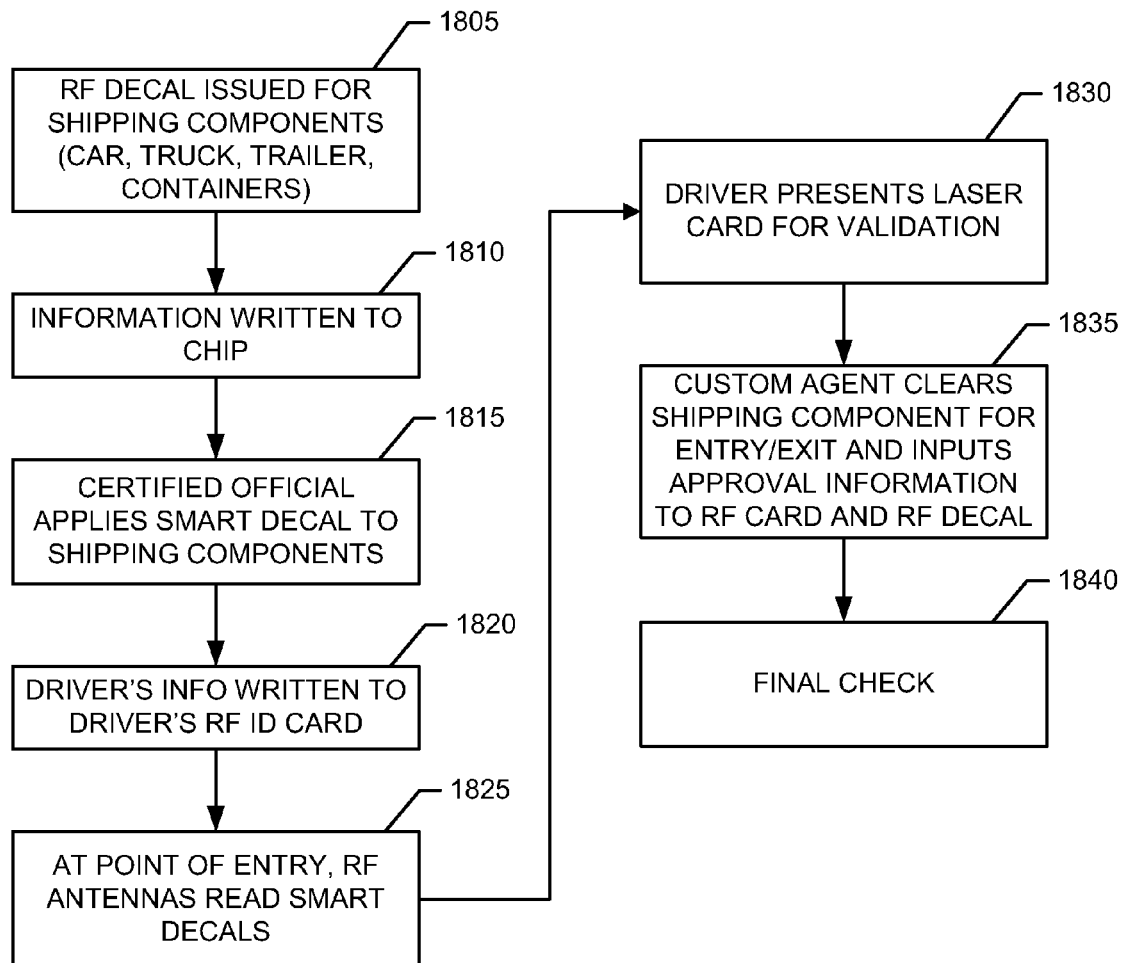 1805
RF DECAL ISSUED FOR
SHIPPING COMPONENTS
(CAR, TRUCK, TRAILER,
CONTAINERS)
1810
INFORMATION WRITTEN TO
CHIP
1815
CERTIFIED OFFICIAL
APPLIES SMART DECAL TO
SHIPPING COMPONENTS
1820
DRIVER'S INFO WRITTEN TO
DRIVER'S RF ID CARD
1825
AT POINT OF ENTRY, RF
ANTENNAS READ SMART
DECALS
1830
DRIVER PRESENTS LASER
CARD FOR VALIDATION
1835
CUSTOM AGENT CLEARS
SHIPPING COMPONENT FOR
ENTRY/EXIT AND INPUTS
APPROVAL INFORMATION
TO RF CARD AND RF DECAL
1840
FINAL CHECK